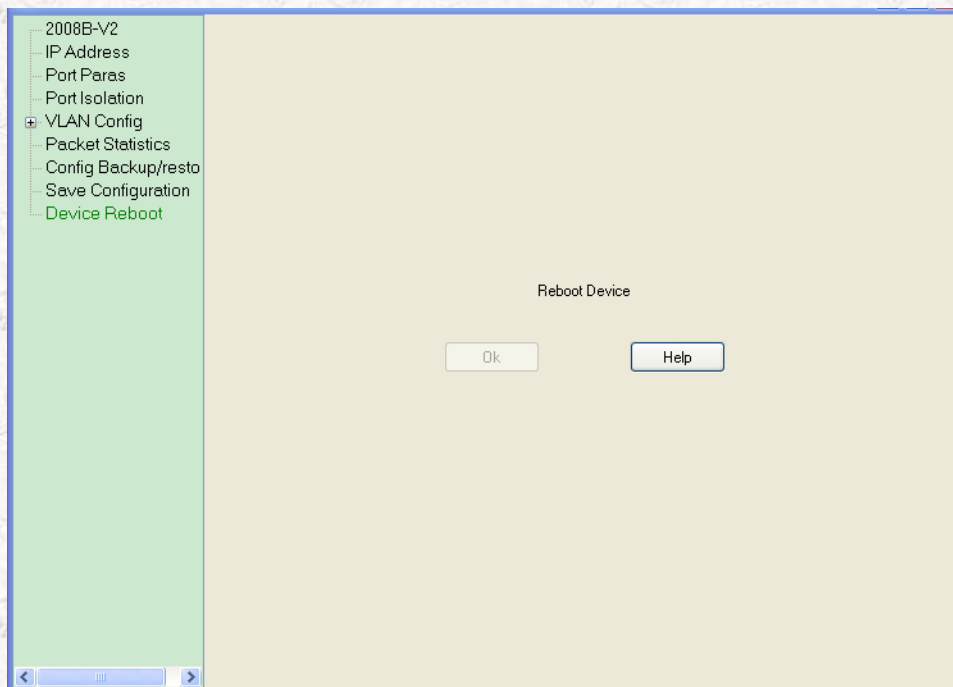 2008B-V2
IP Address
Port Paras
Port Isolation
VLAN Config
Packet Statistics
Config Backup/resto
Save Configuration
Device Reboot
Reboot Device
Ok
Help